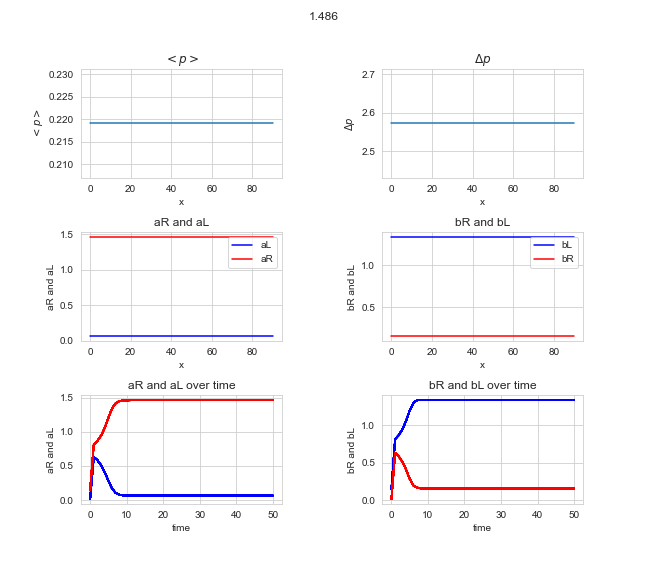 1.486
< p >
Δp
0.230
0.225
0.220
0.215
0.210
< p >
0 20 40 60 80
x
2.7
2.6
2.5
Δp
0 20 40 60 80
x
aR and aL
bR and bL
1.5
1.0
0.5
0.0
aR and aL
aL
aR
0 20 40 60 80
x
1.0
0.5
bR and bL
bL
bR
0 20 40 60 80
x
aR and aL over time
bR and bL over time
1.5
1.0
0.5
0.0
aR and aL
0 10 20 30 40 50
time
1.0
0.5
0.0
bR and bL
0 10 20 30 40 50
time